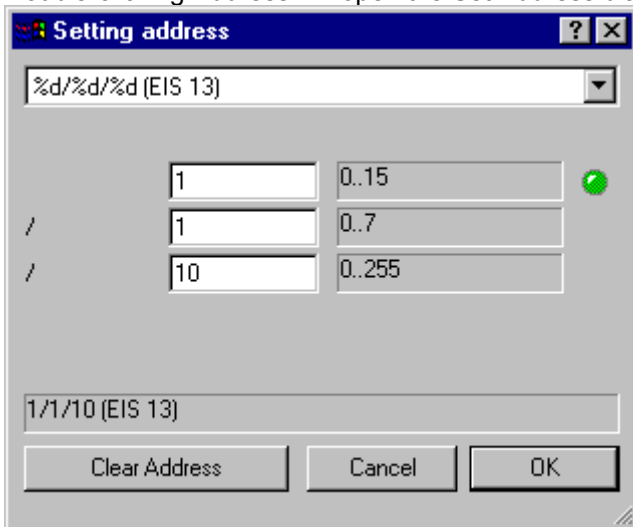 Setting address
%d/%d/%d (EIS 13)
1 0..15
/ 1 0..7
/ 10 0..255
1/1/10 (EIS 13)
Clear Address Cancel OK